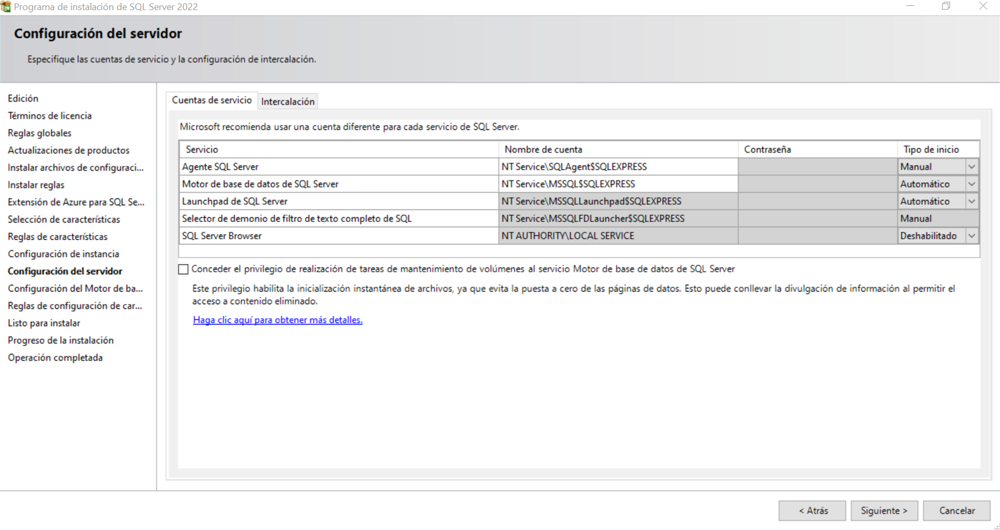 Programa de instalación de SQL Server 2022
Configuración del servidor
Especifique las cuentas de servicio y la configuración de intercalación.
Edición
Términos de licencia
Reglas globales
Actualizaciones de productos
Instalar archivos de configuraci...
Instalar reglas
Extensión de Azure para SQL Se...
Selección de características
Reglas de características
Configuración de instancia
Configuración del servidor
Configuración del Motor de ba...
Reglas de configuración de car...
Listo para instalar
Progreso de la instalación
Operación completada
Cuentas de servicio Intercalación
Microsoft recomienda usar una cuenta diferente para cada servicio de SQL Server.
Servicio Nombre de cuenta Contraseña Tipo de inicio
Agente SQL Server NT Service\SQLAgent$SQLEXPRESS Manual
Motor de base de datos de SQL Server NT Service\MSSQL$SQLEXPRESS Automático
Launchpad de SQL Server NT Service\MSSQLLaunchpad$SQLEXPRESS Automático
Selector de demonio de filtro de texto completo de SQL NT Service\MSSQLFDLauncher$SQLEXPRESS Manual
SQL Server Browser NT AUTHORITY\LOCAL SERVICE Deshabilitado
Conceder el privilegio de realización de tareas de mantenimiento de volúmenes al servicio Motor de base de datos de SQL Server
Este privilegio habilita la inicialización instantánea de archivos, ya que evita la puesta a cero de las páginas de datos. Esto puede conllevar la divulgación de información al permitir el
acceso a contenido eliminado.
Haga clic aquí para obtener más detalles.
< Atrás Siguiente > Cancelar